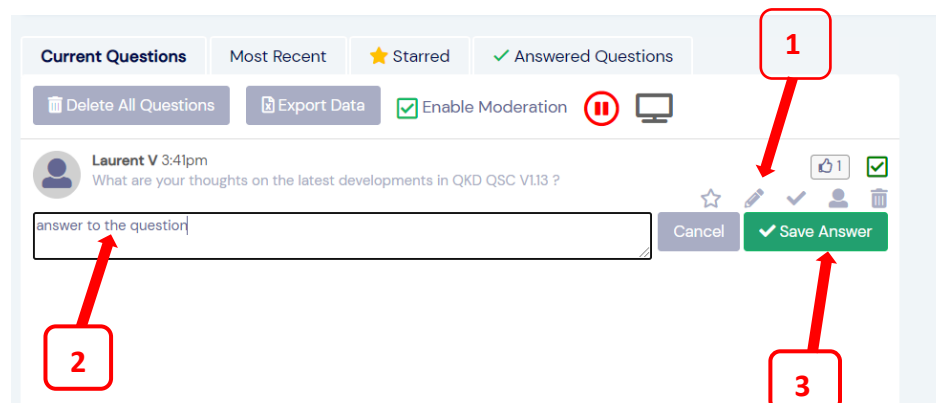 1
Current Questions Most Recent Starred Answered Questions
Delete All Questions Export Data Enable Moderation
Laurent V 3:41pm 1
What are your thoughts on the latest developments in QKD QSC V1.13 ?
answer to the question Cancel Save Answer
2
3